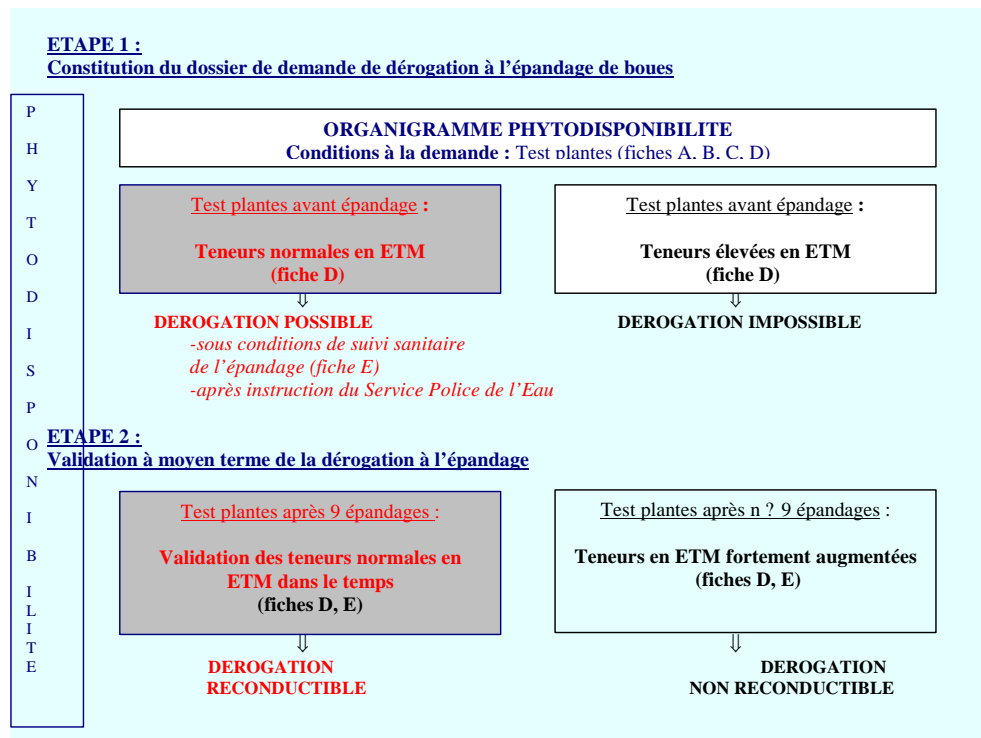 ETAPE 1 :
Constitution du dossier de demande de dérogation à l'épandage de boues
P
H
Y
T
O
D
I
S
P
O
N
I
B
I
L
I
T
E
ORGANIGRAMME PHYTODISPONIBILITE
Conditions à la demande : Test plantes (fiches A, B, C, D)
Test plantes avant épandage :
Teneurs normales en ETM
(fiche D)
⇓
DEROGATION POSSIBLE
-sous conditions de suivi sanitaire
de l'épandage (fiche E)
-après instruction du Service Police de l'Eau
Test plantes avant épandage :
Teneurs élevées en ETM
(fiche D)
⇓
DEROGATION IMPOSSIBLE
ETAPE 2 :
Validation à moyen terme de la dérogation à l'épandage
Test plantes après 9 épandages :
Validation des teneurs normales en
ETM dans le temps
(fiches D, E)
⇓
DEROGATION
RECONDUCTIBLE
Test plantes après n ? 9 épandages :
Teneurs en ETM fortement augmentées
(fiches D, E)
⇓
DEROGATION
NON RECONDUCTIBLE